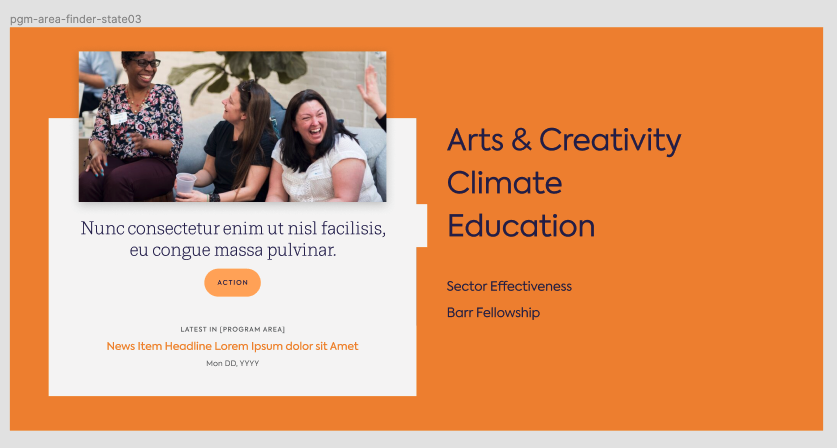 pgm-area-finder-state03
Nunc consectetur enim ut nisl facilisis,
eu congue massa pulvinar.
ACTION
LATEST IN [PROGRAM AREA]
News Item Headline Lorem Ipsum dolor sit Amet
Mon DD, YYYY
Arts & Creativity
Climate
Education
Sector Effectiveness
Barr Fellowship